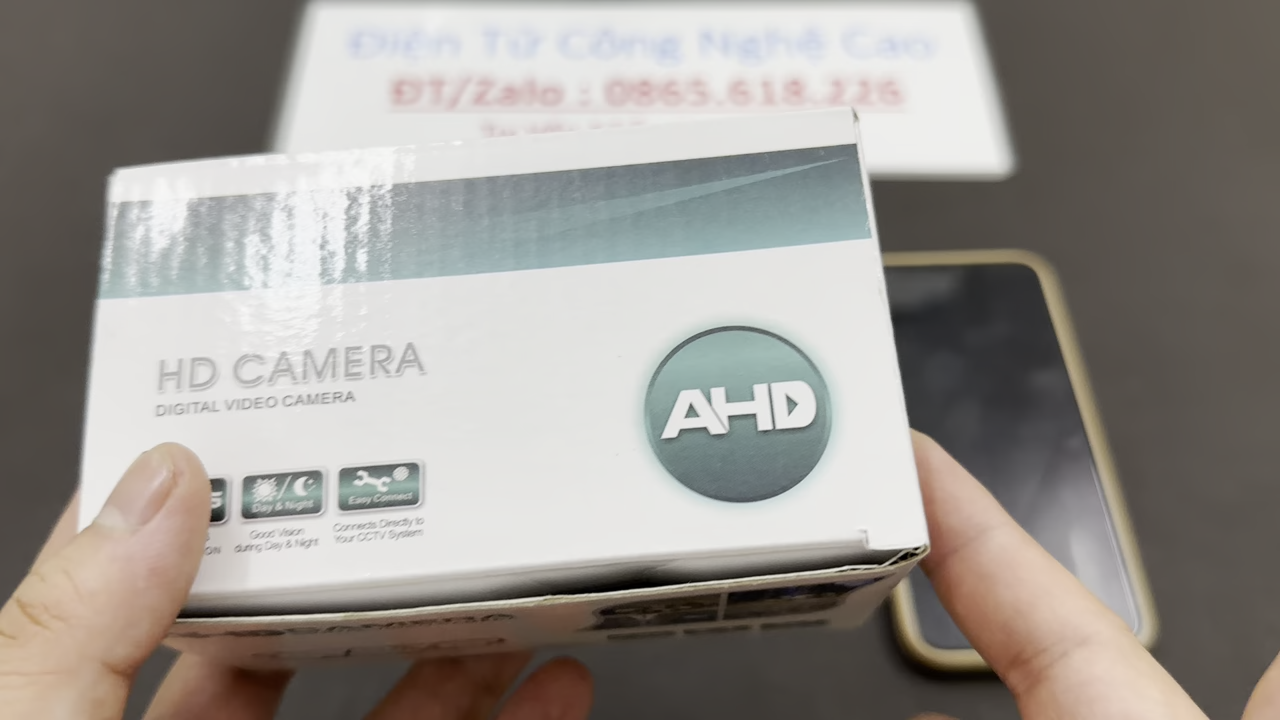 Điện Tử Công Nghệ Cao
ĐT/Zalo : 0865.618.226
HD CAMERA
DIGITAL VIDEO CAMERA
AHD
Day & Night
Easy Connect
Good Vision
during Day & Night
Connects Directly to
Your CCTV System
CAMERA